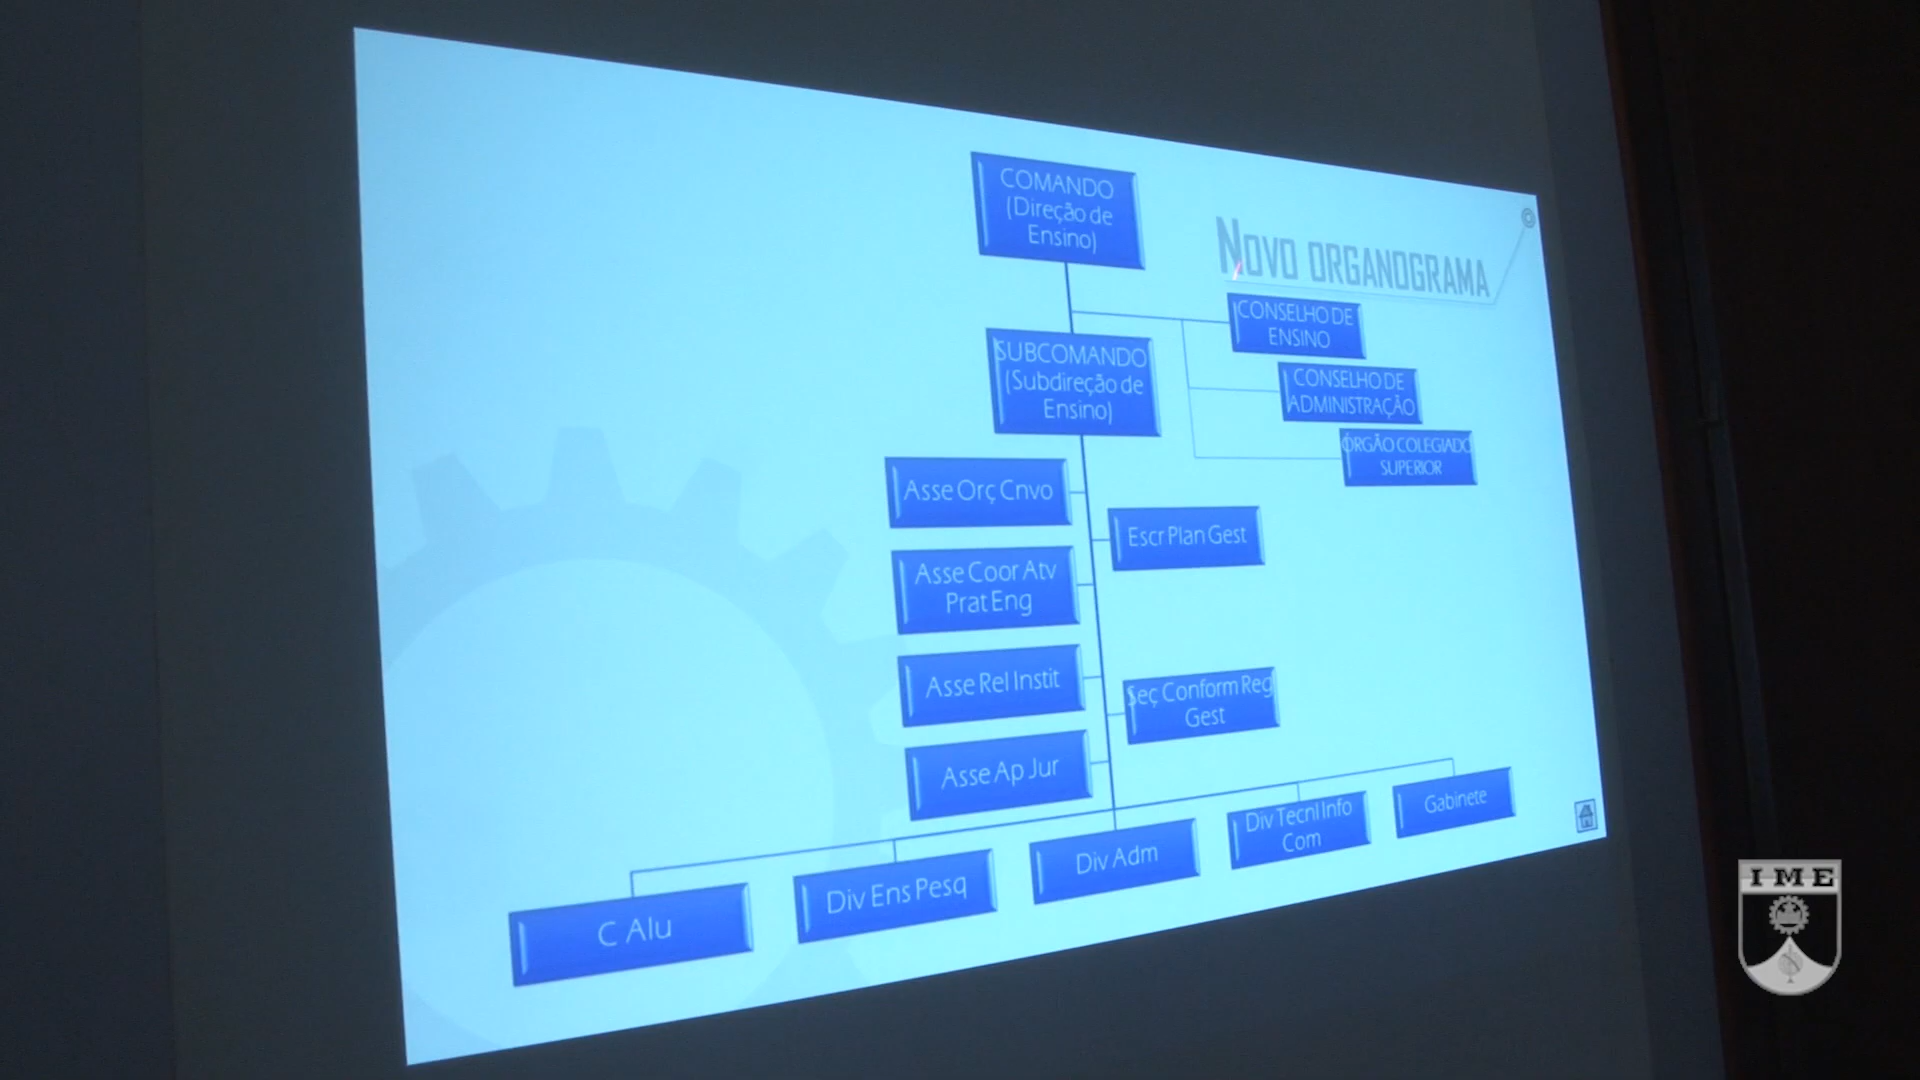 COMANDO
(Direção de
Ensino)
NOVO ORGANOGRAMA
CONSELHO DE
ENSINO
SUBCOMANDO
(Subdireção de
Ensino)
CONSELHO DE
ADMINISTRAÇÃO
ÓRGÃO COLEGIADO
SUPERIOR
Asse Orç Cnvo
Escr Plan Gest
Asse Coor Atv
Prat Eng
Asse Rel Instit
Seç Conform Reg
Gest
Asse Ap Jur
C Alu
Div Ens Pesq
Div Adm
Div Tecnl Info
Com
Gabinete
IME